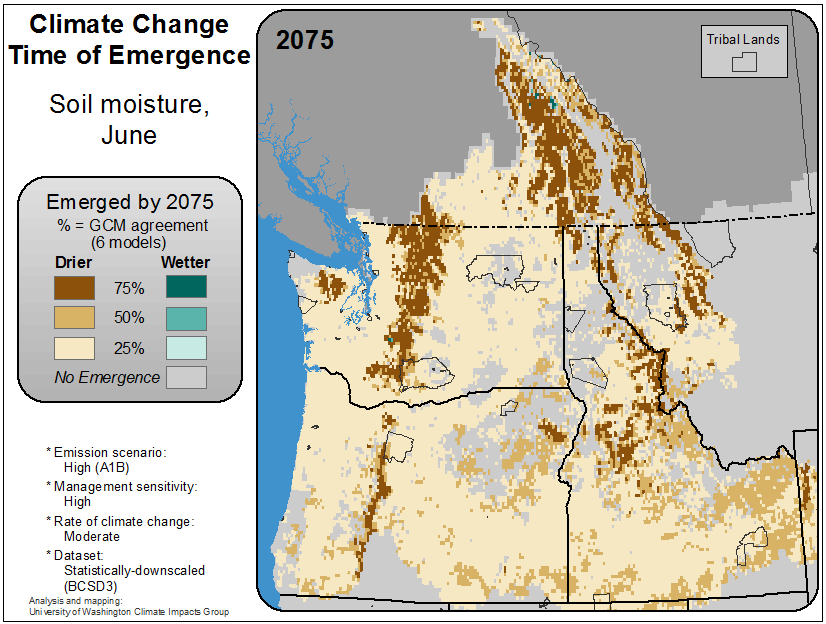 Climate Change
Time of Emergence
Soil moisture,
June
Emerged by 2075
% = GCM agreement
(6 models)
Drier Wetter
75%
50%
25%
No Emergence
* Emission scenario:
High (A1B)
* Management sensitivity:
High
* Rate of climate change:
Moderate
* Dataset:
Statistically-downscaled
(BCSD3)
Analysis and mapping:
University of Washington Climate Impacts Group
2075
Tribal Lands